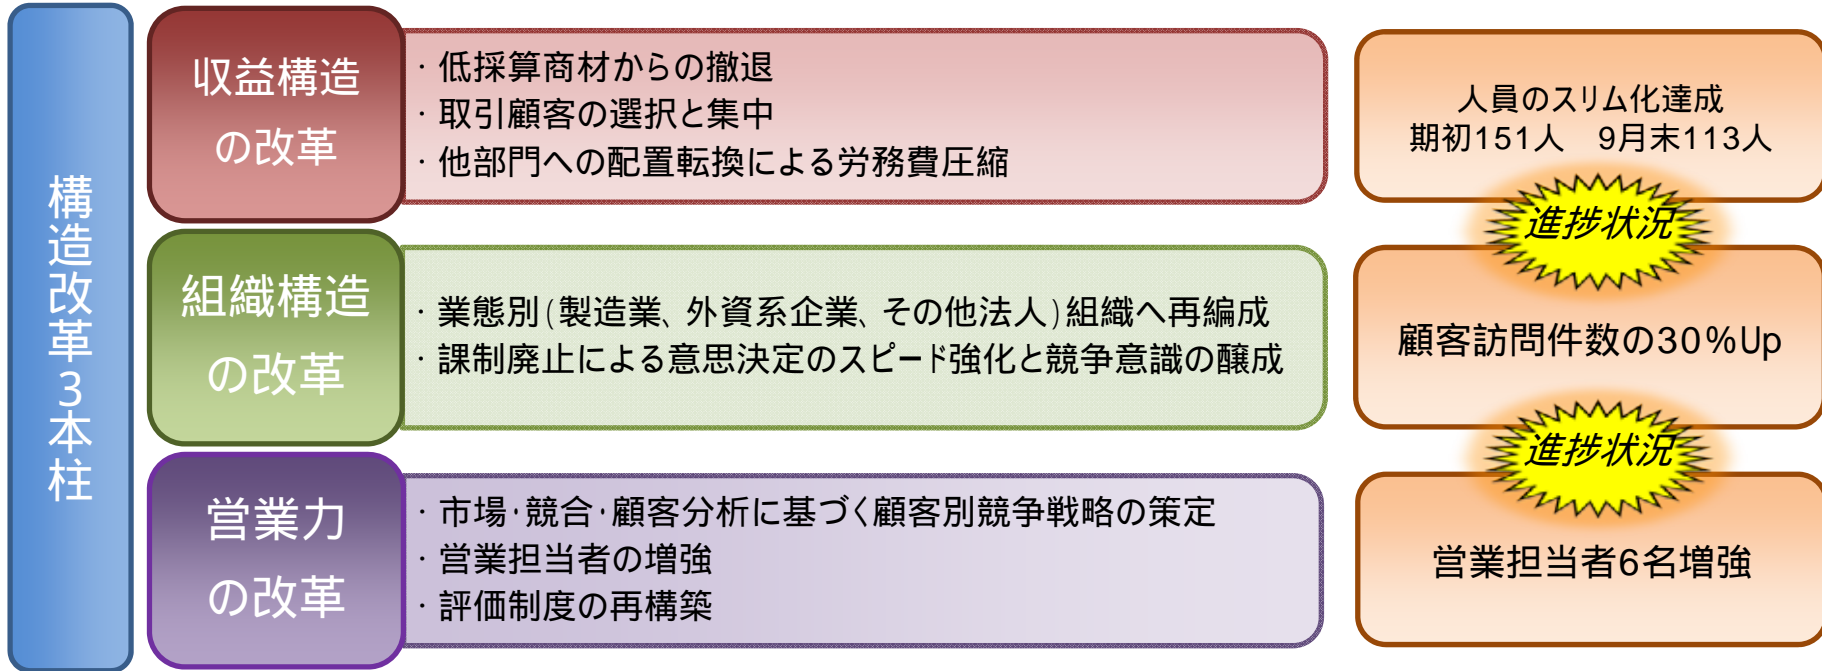 構造改革3本柱
収益構造
の改革
・低採算商材からの撤退
・取引顧客の選択と集中
・他部門への配置転換による労務費圧縮
人員のスリム化達成
期初151人　9月末113人
進捗状況
組織構造
の改革
・業態別(製造業、外資系企業、その他法人)組織へ再編成
・課制廃止による意思決定のスピード強化と競争意識の醸成
顧客訪問件数の30%Up
進捗状況
営業力
の改革
・市場・競合・顧客分析に基づく顧客別競争戦略の策定
・営業担当者の増強
・評価制度の再構築
営業担当者6名増強